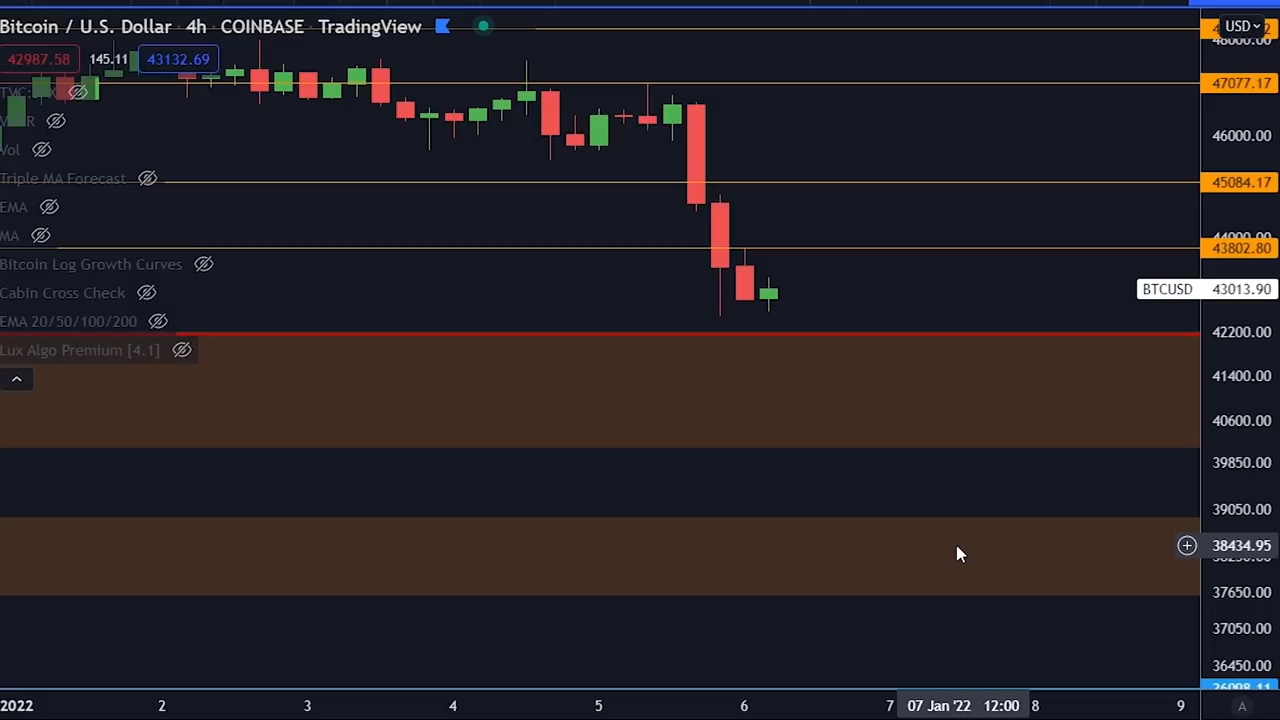 Bitcoin / U.S. Dollar · 4h · COINBASE · TradingView
42987.58 145.11 43132.69
Vol
Triple MA Forecast
EMA
MA
Bitcoin Log Growth Curves
Cabin Cross Check
EMA 20/50/100/200
Lux Algo Premium [4.1]
USD
48000.00
47077.17
46000.00
45084.17
44000.00
43802.80
BTCUSD 43013.90
42200.00
41400.00
40600.00
39850.00
39050.00
38434.95
38250.00
37650.00
37050.00
36450.00
26098.11
2022 2 3 4 5 6 7 07 Jan '22 12:00 8 9 A